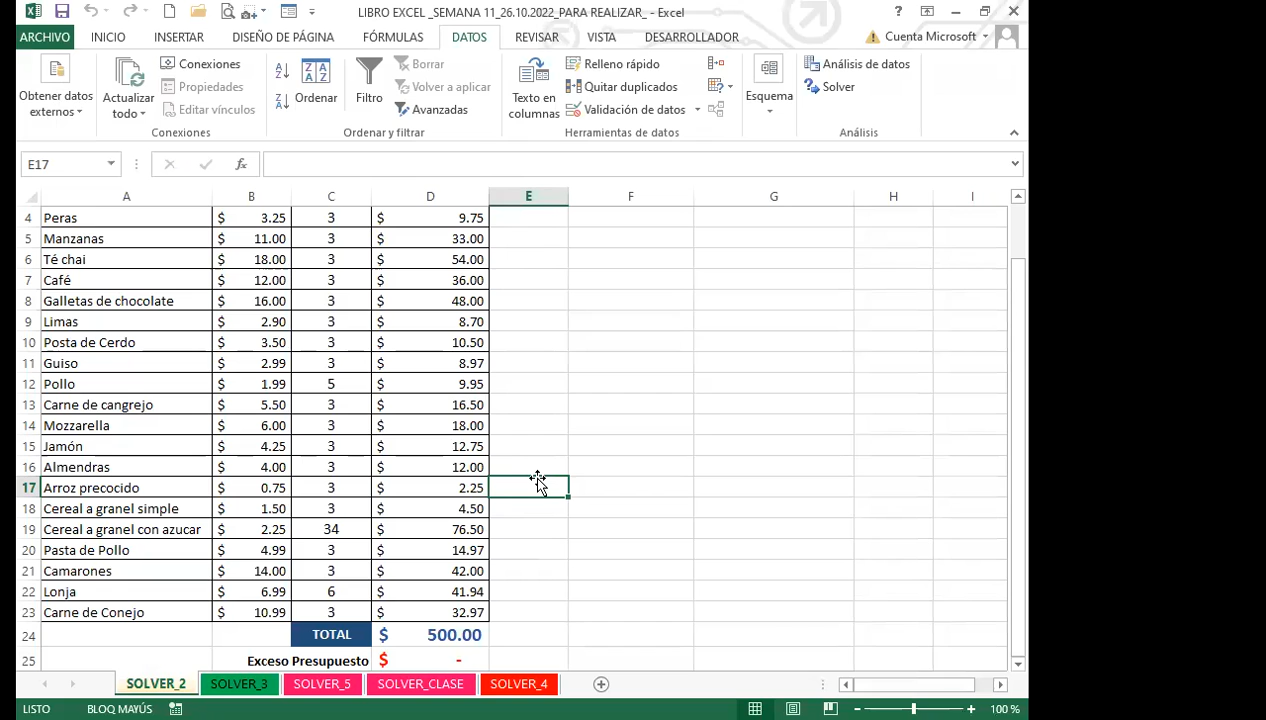 LIBRO EXCEL _SEMANA 11_26.10.2022_PARA REALIZAR_ - Excel
?
ARCHIVO INICIO INSERTAR DISEÑO DE PÁGINA FÓRMULAS DATOS REVISAR VISTA DESARROLLADOR Cuenta Microsoft
Obtener datos externos
Actualizar todo
Conexiones
Propiedades
Editar vínculos
Conexiones
Ordenar
Filtro
Borrar
Volver a aplicar
Avanzadas
Ordenar y filtrar
Texto en columnas
Relleno rápido
Quitar duplicados
Validación de datos
Herramientas de datos
Esquema
Análisis de datos
Solver
Análisis
E17 fx
A B C D E F G H I
4 Peras $ 3.25 3 $ 9.75
5 Manzanas $ 11.00 3 $ 33.00
6 Té chai $ 18.00 3 $ 54.00
7 Café $ 12.00 3 $ 36.00
8 Galletas de chocolate $ 16.00 3 $ 48.00
9 Limas $ 2.90 3 $ 8.70
10 Posta de Cerdo $ 3.50 3 $ 10.50
11 Guiso $ 2.99 3 $ 8.97
12 Pollo $ 1.99 5 $ 9.95
13 Carne de cangrejo $ 5.50 3 $ 16.50
14 Mozzarella $ 6.00 3 $ 18.00
15 Jamón $ 4.25 3 $ 12.75
16 Almendras $ 4.00 3 $ 12.00
17 Arroz precocido $ 0.75 3 $ 2.25
18 Cereal a granel simple $ 1.50 3 $ 4.50
19 Cereal a granel con azucar $ 2.25 34 $ 76.50
20 Pasta de Pollo $ 4.99 3 $ 14.97
21 Camarones $ 14.00 3 $ 42.00
22 Lonja $ 6.99 6 $ 41.94
23 Carne de Conejo $ 10.99 3 $ 32.97
24 TOTAL $ 500.00
25 Exceso Presupuesto $ -
SOLVER_2 SOLVER_3 SOLVER_5 SOLVER_CLASE SOLVER_4
LISTO BLOQ MAYÚS 100 %